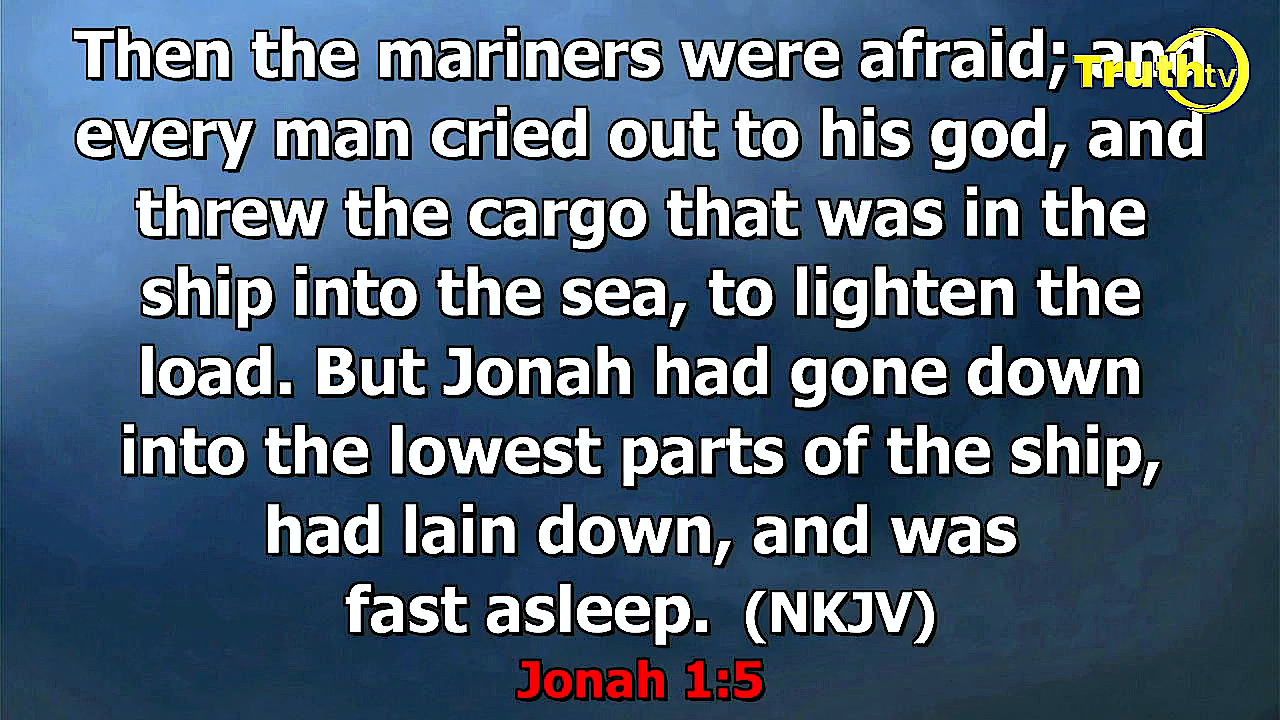 Then the mariners were afraid; and
Truth tv
every man cried out to his god, and
threw the cargo that was in the
ship into the sea, to lighten the
load. But Jonah had gone down
into the lowest parts of the ship,
had lain down, and was
fast asleep. (NKJV)
Jonah 1:5